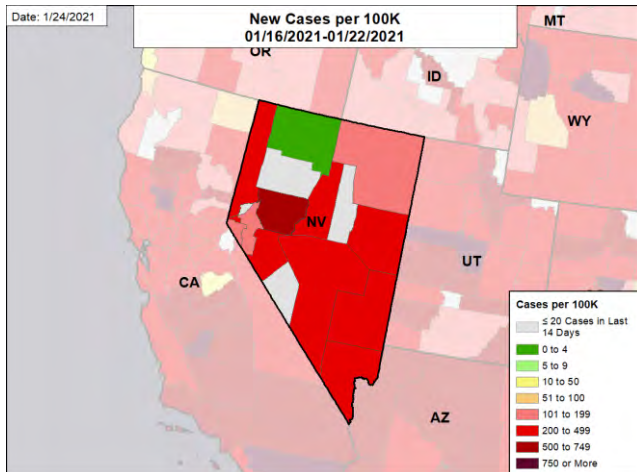 Date: 1/24/2021
New Cases per 100K
01/16/2021-01/22/2021
MT
OR
ID
WY
NV
UT
CA
AZ
Cases per 100K
≤ 20 Cases in Last
14 Days
0 to 4
5 to 9
10 to 50
51 to 100
101 to 199
200 to 499
500 to 749
750 or More